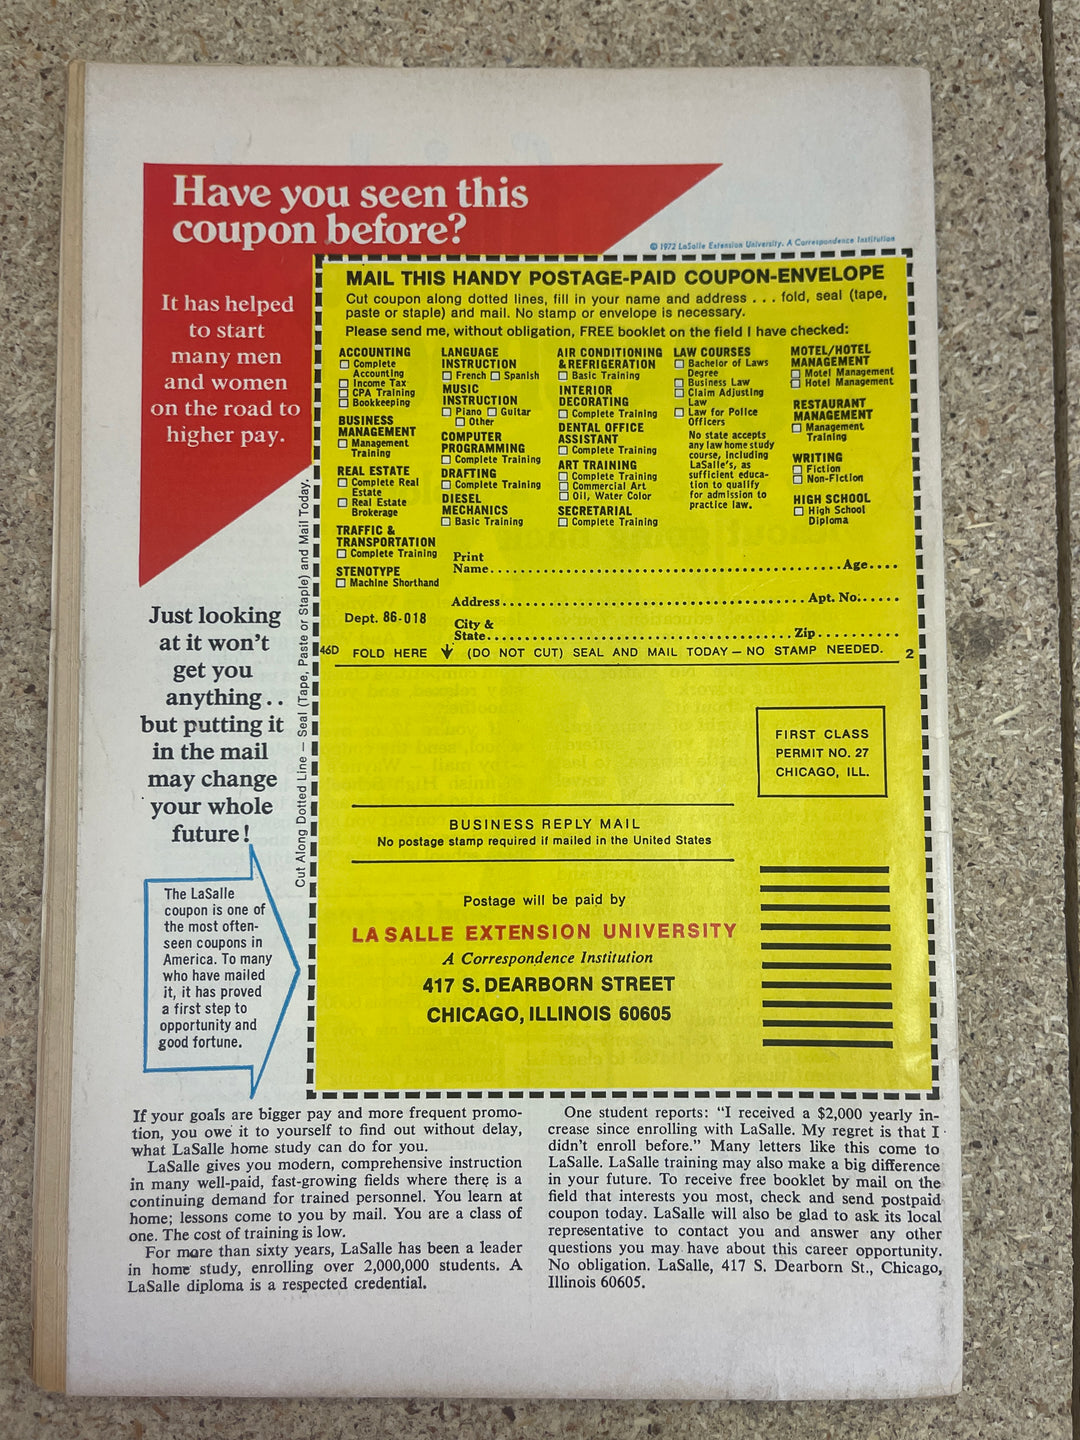 Have you seen this
coupon before?
© 1972 LaSalle Extension University. A Correspondence Institution
It has helped
to start
many men
and women
on the road to
higher pay.
Just looking
at it won't
get you
anything . .
but putting it
in the mail
may change
your whole
future!
The LaSalle
coupon is one of
the most often-
seen coupons in
America. To many
who have mailed
it, it has proved
a first step to
opportunity and
good fortune.
Cut Along Dotted Line — Seal (Tape, Paste or Staple) and Mail Today.
MAIL THIS HANDY POSTAGE-PAID COUPON-ENVELOPE
Cut coupon along dotted lines, fill in your name and address . . . fold, seal (tape,
paste or staple) and mail. No stamp or envelope is necessary.
Please send me, without obligation, FREE booklet on the field I have checked:
ACCOUNTING
☐ Complete
Accounting
☐ Income Tax
☐ CPA Training
☐ Bookkeeping
BUSINESS
MANAGEMENT
☐ Management
Training
REAL ESTATE
☐ Complete Real
Estate
☐ Real Estate
Brokerage
TRAFFIC &
TRANSPORTATION
☐ Complete Training
STENOTYPE
☐ Machine Shorthand
LANGUAGE
INSTRUCTION
☐ French ☐ Spanish
MUSIC
INSTRUCTION
☐ Piano ☐ Guitar
☐ Other
COMPUTER
PROGRAMMING
☐ Complete Training
DRAFTING
☐ Complete Training
DIESEL
MECHANICS
☐ Basic Training
AIR CONDITIONING
& REFRIGERATION
☐ Basic Training
INTERIOR
DECORATING
☐ Complete Training
DENTAL OFFICE
ASSISTANT
☐ Complete Training
ART TRAINING
☐ Complete Training
☐ Commercial Art
☐ Oil, Water Color
SECRETARIAL
☐ Complete Training
LAW COURSES
☐ Bachelor of Laws
Degree
☐ Business Law
☐ Claim Adjusting
Law
☐ Law for Police
Officers
No state accepts
any law home study
course, including
LaSalle's, as
sufficient educa-
tion to qualify
for admission to
practice law.
MOTEL/HOTEL
MANAGEMENT
☐ Motel Management
☐ Hotel Management
RESTAURANT
MANAGEMENT
☐ Management
Training
WRITING
☐ Fiction
☐ Non-Fiction
HIGH SCHOOL
☐ High School
Diploma
Print
Name........ Age....
Address........ Apt. No......
Dept. 86-018
City &
State........ Zip........
46D FOLD HERE ↓ (DO NOT CUT) SEAL AND MAIL TODAY — NO STAMP NEEDED. 2
FIRST CLASS
PERMIT NO. 27
CHICAGO, ILL.
BUSINESS REPLY MAIL
No postage stamp required if mailed in the United States
Postage will be paid by
LA SALLE EXTENSION UNIVERSITY
A Correspondence Institution
417 S. DEARBORN STREET
CHICAGO, ILLINOIS 60605
If your goals are bigger pay and more frequent promo-
tion, you owe it to yourself to find out without delay,
what LaSalle home study can do for you.
LaSalle gives you modern, comprehensive instruction
in many well-paid, fast-growing fields where there is a
continuing demand for trained personnel. You learn at
home; lessons come to you by mail. You are a class of
one. The cost of training is low.
For more than sixty years, LaSalle has been a leader
in home study, enrolling over 2,000,000 students. A
LaSalle diploma is a respected credential.
One student reports: "I received a $2,000 yearly in-
crease since enrolling with LaSalle. My regret is that I
didn't enroll before." Many letters like this come to
LaSalle. LaSalle training may also make a big difference
in your future. To receive free booklet by mail on the
field that interests you most, check and send postpaid
coupon today. LaSalle will also be glad to ask its local
representative to contact you and answer any other
questions you may have about this career opportunity.
No obligation. LaSalle, 417 S. Dearborn St., Chicago,
Illinois 60605.